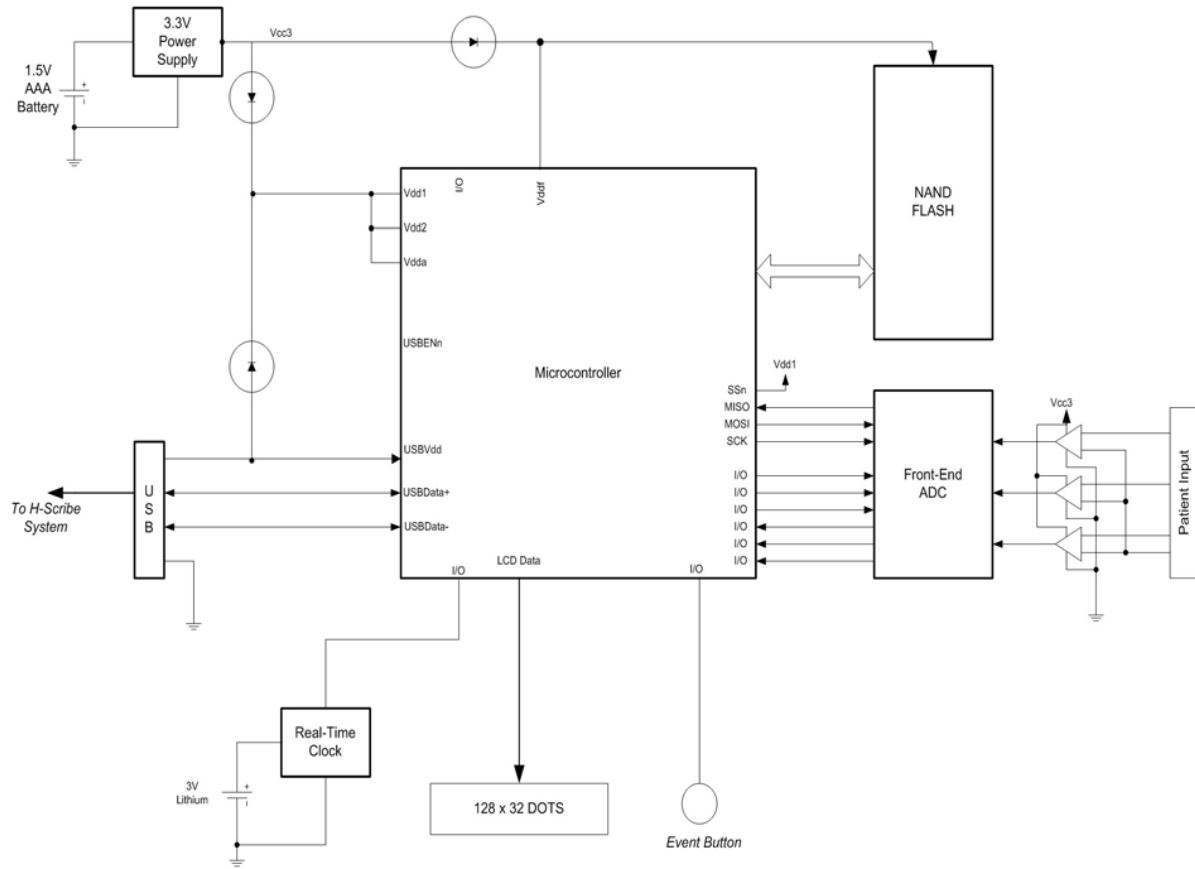 3.3V
Power
Supply
Vcc3
1.5V
AAA
Battery
+
-
NAND
FLASH
I/O
Vddf
Vdd1
Vdd2
Vdda
USBENn
Microcontroller
Vdd1
SSn
MISO
MOSI
SCK
I/O
I/O
I/O
I/O
I/O
I/O
Front-End
ADC
Vcc3
Patient Input
USBVdd
USBData+
USBData-
U
S
B
To H-Scribe
System
I/O
LCD Data
I/O
Real-Time
Clock
3V
Lithium
+
-
128 x 32 DOTS
Event Button